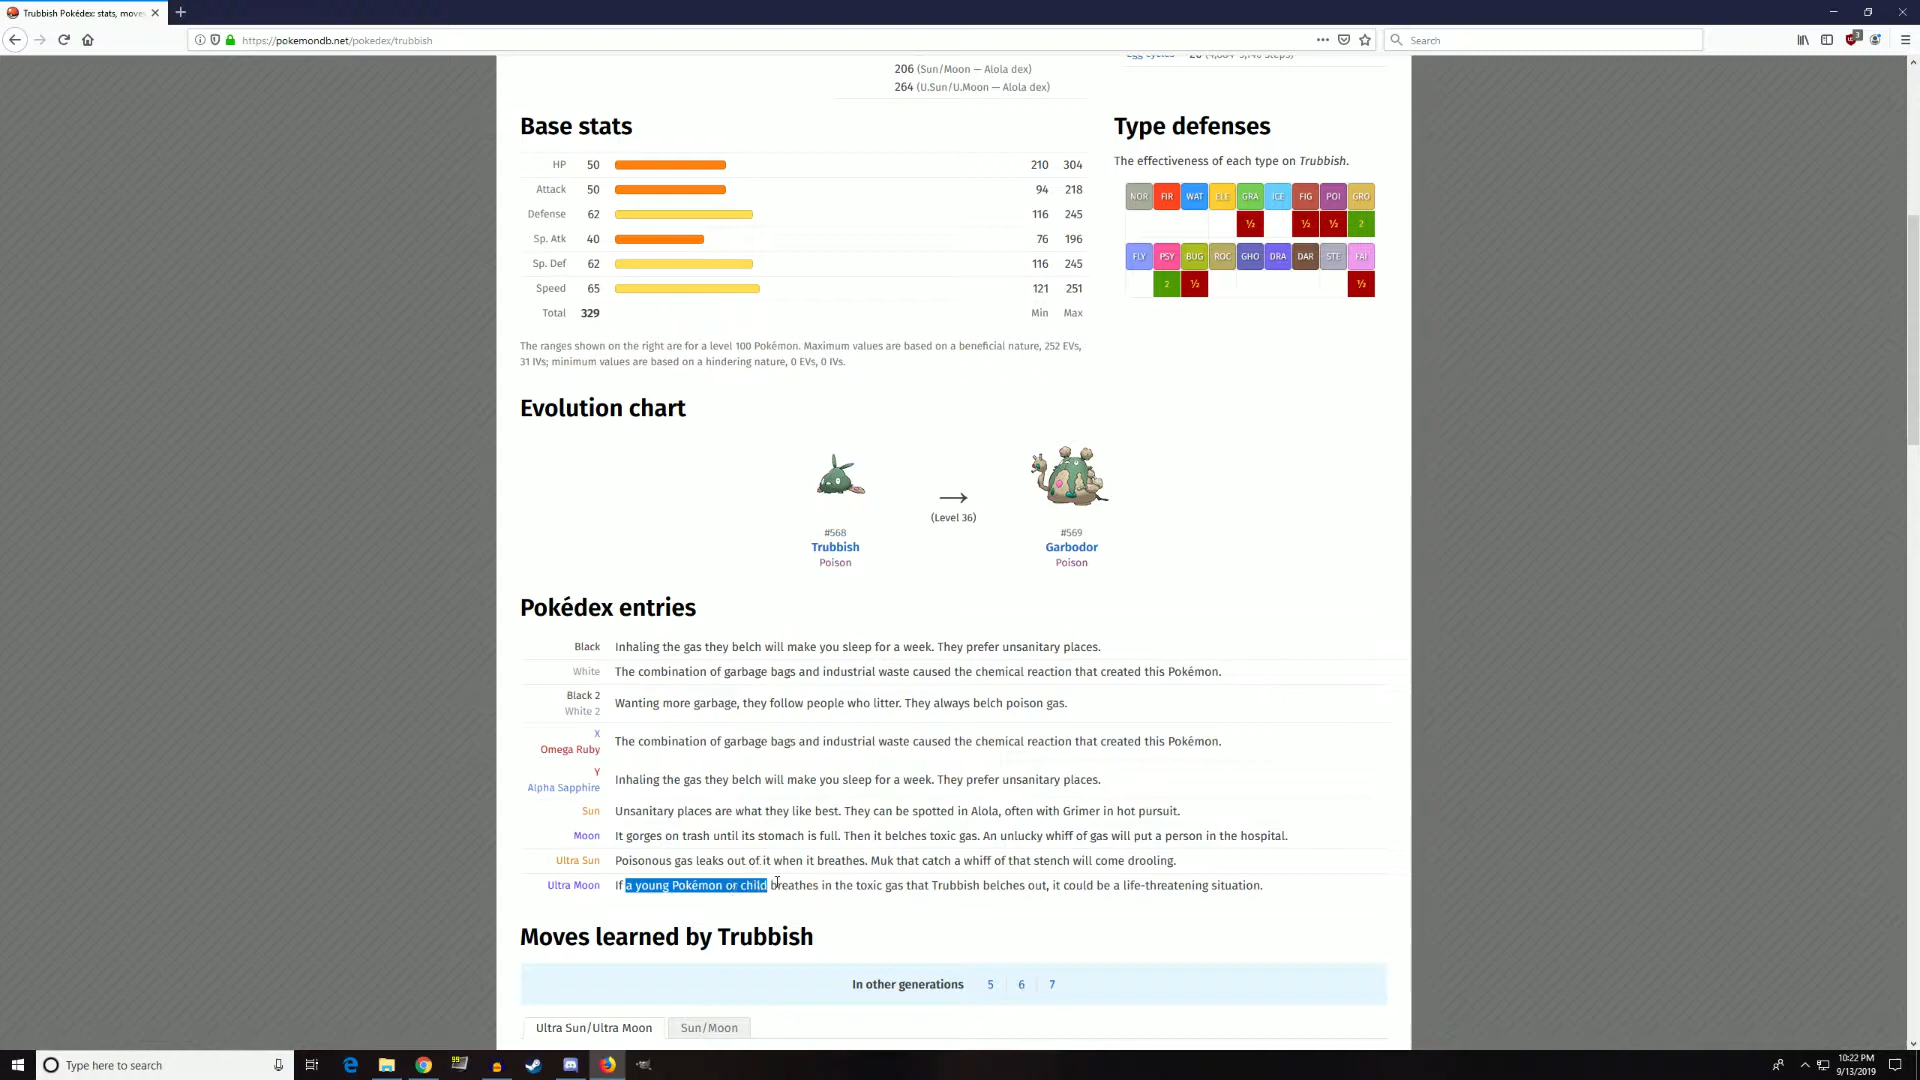 Trubbish Pokédex: stats, moves
https://pokemondb.net/pokedex/trubbish
Search
3
206 (Sun/Moon — Alola dex)
264 (U.Sun/U.Moon — Alola dex)
Base stats
HP 50 210 304
Attack 50 94 218
Defense 62 116 245
Sp. Atk 40 76 196
Sp. Def 62 116 245
Speed 65 121 251
Total 329 Min Max
The ranges shown on the right are for a level 100 Pokémon. Maximum values are based on a beneficial nature, 252 EVs,
31 IVs; minimum values are based on a hindering nature, 0 EVs, 0 IVs.
Type defenses
The effectiveness of each type on Trubbish.
NOR FIR WAT ELE GRA ICE FIG POI GRO
½ ½ ½ 2
FLY PSY BUG ROC GHO DRA DAR STE FAI
2 ½ ½
Evolution chart
(Level 36)
#568
Trubbish
Poison
#569
Garbodor
Poison
Pokédex entries
Black Inhaling the gas they belch will make you sleep for a week. They prefer unsanitary places.
White The combination of garbage bags and industrial waste caused the chemical reaction that created this Pokémon.
Black 2
White 2
Wanting more garbage, they follow people who litter. They always belch poison gas.
X
Omega Ruby
The combination of garbage bags and industrial waste caused the chemical reaction that created this Pokémon.
Y
Alpha Sapphire
Inhaling the gas they belch will make you sleep for a week. They prefer unsanitary places.
Sun Unsanitary places are what they like best. They can be spotted in Alola, often with Grimer in hot pursuit.
Moon It gorges on trash until its stomach is full. Then it belches toxic gas. An unlucky whiff of gas will put a person in the hospital.
Ultra Sun Poisonous gas leaks out of it when it breathes. Muk that catch a whiff of that stench will come drooling.
Ultra Moon If a young Pokémon or child breathes in the toxic gas that Trubbish belches out, it could be a life-threatening situation.
Moves learned by Trubbish
In other generations 5 6 7
Ultra Sun/Ultra Moon Sun/Moon
Type here to search
10:22 PM
9/13/2019